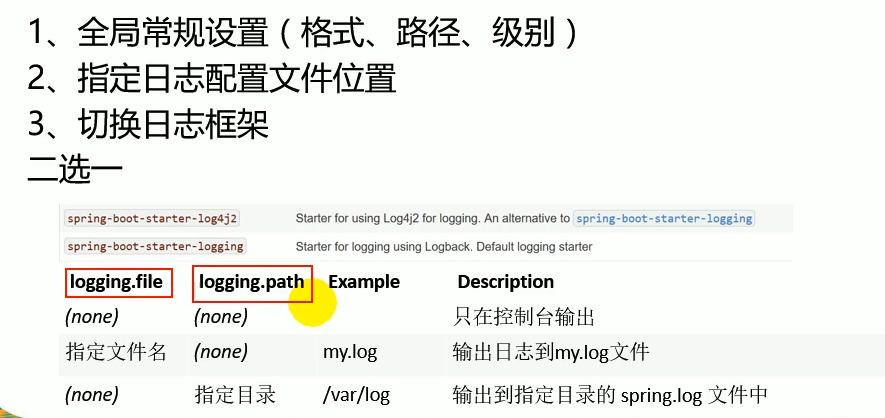 1、全局常规设置（格式、路径、级别）
2、指定日志配置文件位置
3、切换日志框架
二选一
spring-boot-starter-log4j2 Starter for using Log4j2 for logging. An alternative to spring-boot-starter-logging
spring-boot-starter-logging Starter for logging using Logback. Default logging starter
logging.file logging.path Example Description
(none) (none) 只在控制台输出
指定文件名 (none) my.log 输出日志到my.log文件
(none) 指定目录 /var/log 输出到指定目录的 spring.log 文件中